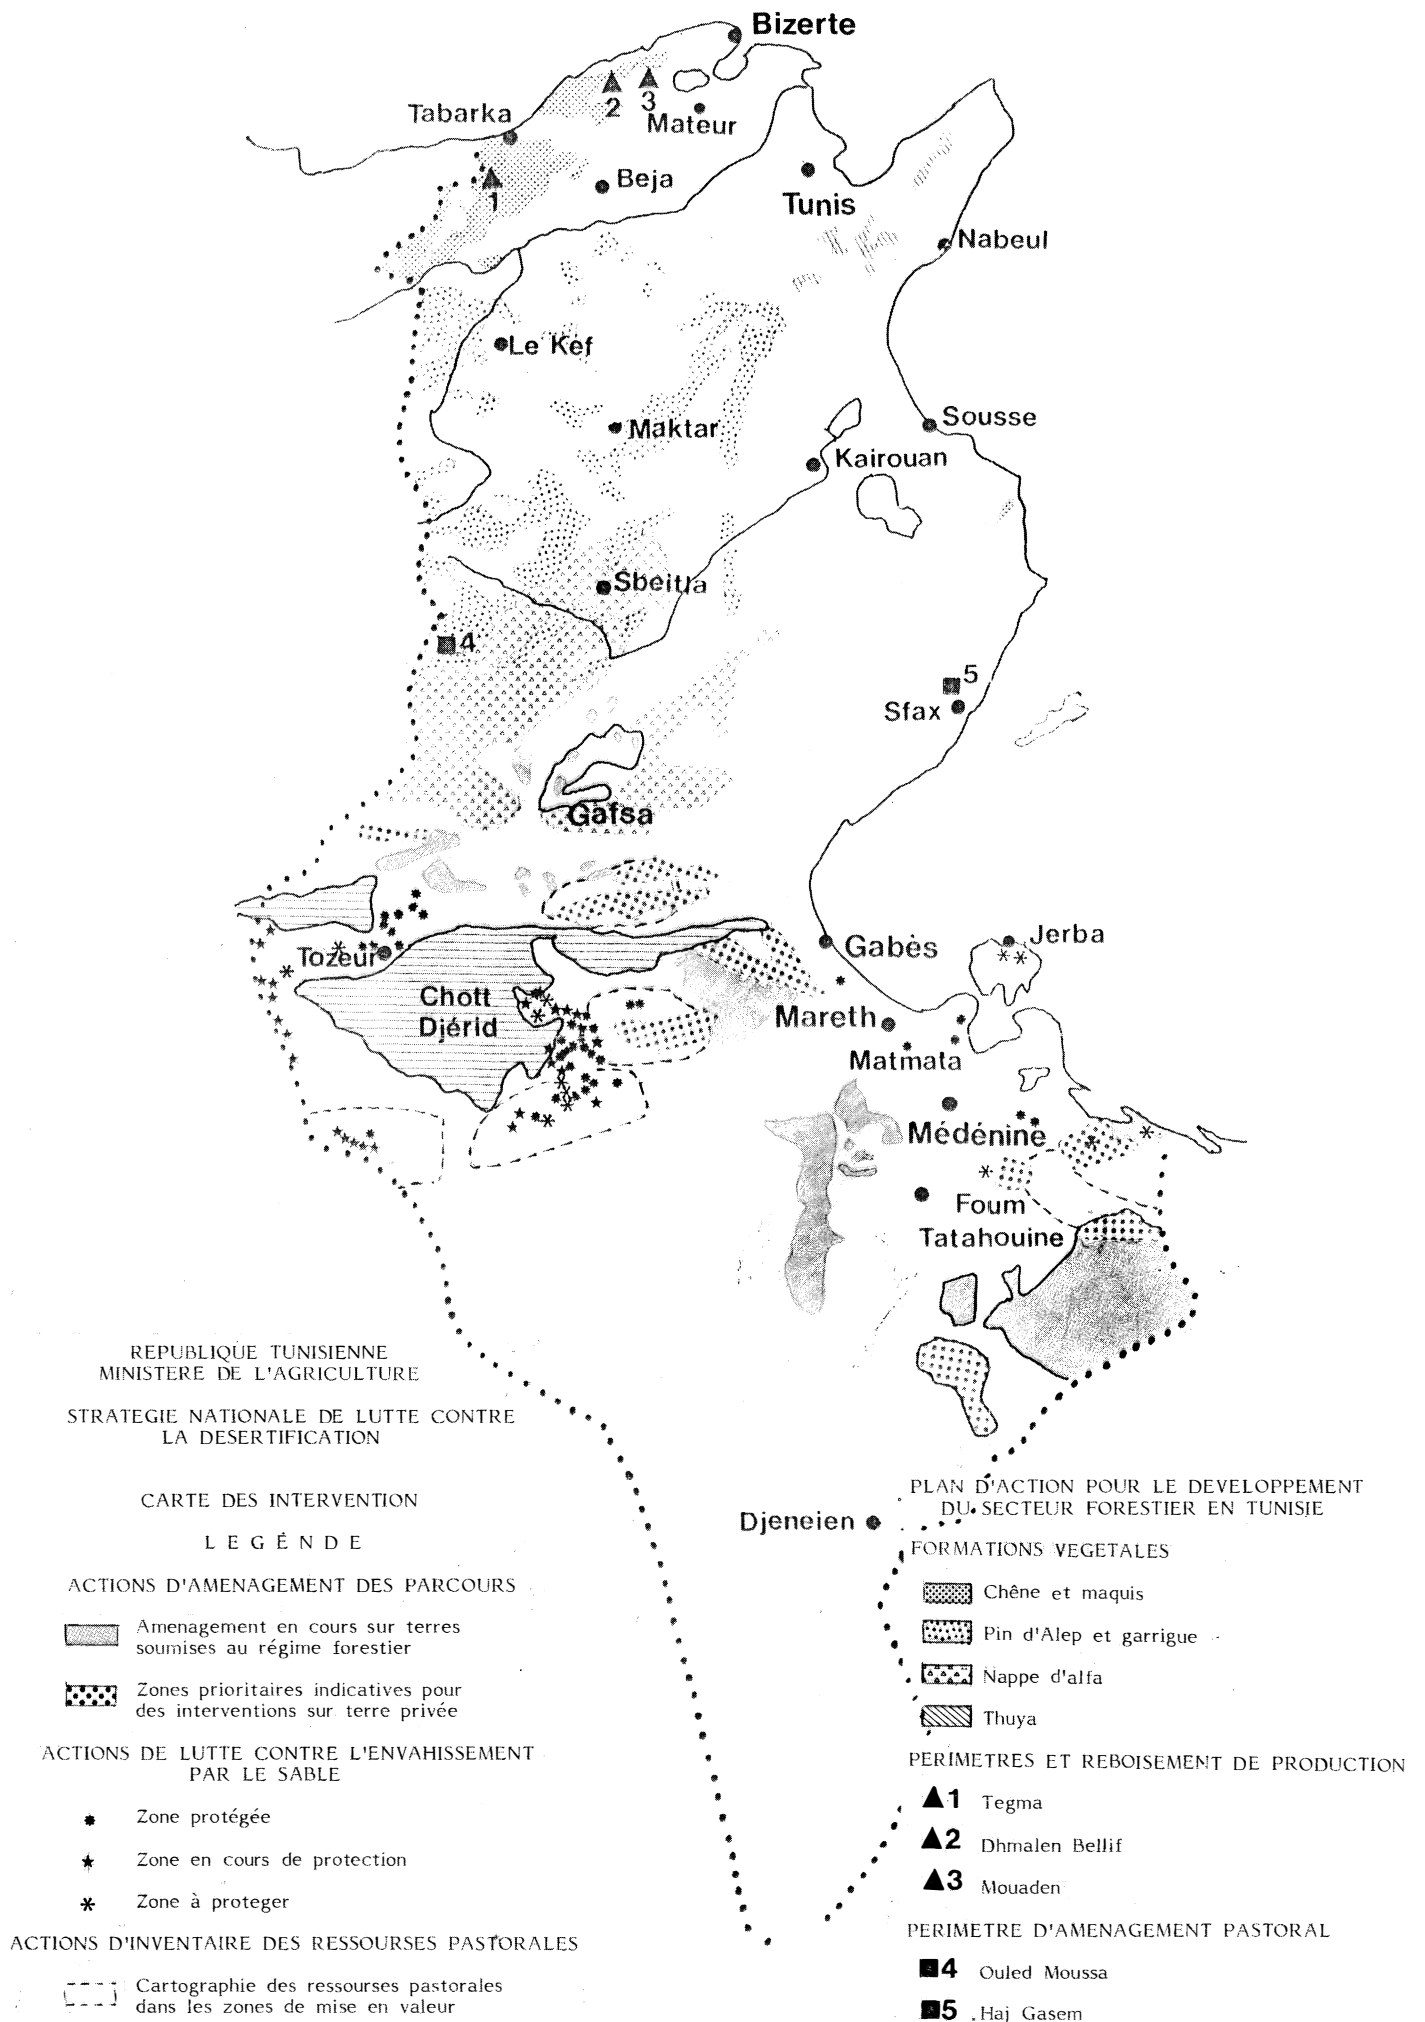 Bizerte
2
3
Mateur
Tabarka
1
Beja
Tunis
Nabeul
Le Kef
Maktar
Sousse
Kairouan
Sbeitla
4
5
Sfax
Gafsa
Gabès
Jerba
Tozeur
Chott
Djérid
Mareth
Matmata
Médénine
Foum
Tatahouine
Djeneien
REPUBLIQUE TUNISIENNE
MINISTERE DE L'AGRICULTURE
STRATEGIE NATIONALE DE LUTTE CONTRE
LA DESERTIFICATION
CARTE DES INTERVENTION
LEGÉNDE
ACTIONS D'AMENAGEMENT DES PARCOURS
Amenagement en cours sur terres
soumises au régime forestier
Zones prioritaires indicatives pour
des interventions sur terre privée
ACTIONS DE LUTTE CONTRE L'ENVAHISSEMENT
PAR LE SABLE
Zone protégée
Zone en cours de protection
Zone à proteger
ACTIONS D'INVENTAIRE DES RESSOURSES PASTORALES
Cartographie des ressourses pastorales
dans les zones de mise en valeur
PLAN D'ACTION POUR LE DEVELOPPEMENT
DU SECTEUR FORESTIER EN TUNISIE
FORMATIONS VEGETALES
Chêne et maquis
Pin d'Alep et garrigue
Nappe d'alfa
Thuya
PERIMETRES ET REBOISEMENT DE PRODUCTION
1 Tegma
2 Dhmalen Bellif
3 Mouaden
PERIMETRE D'AMENAGEMENT PASTORAL
4 Ouled Moussa
5 Haj Gasem